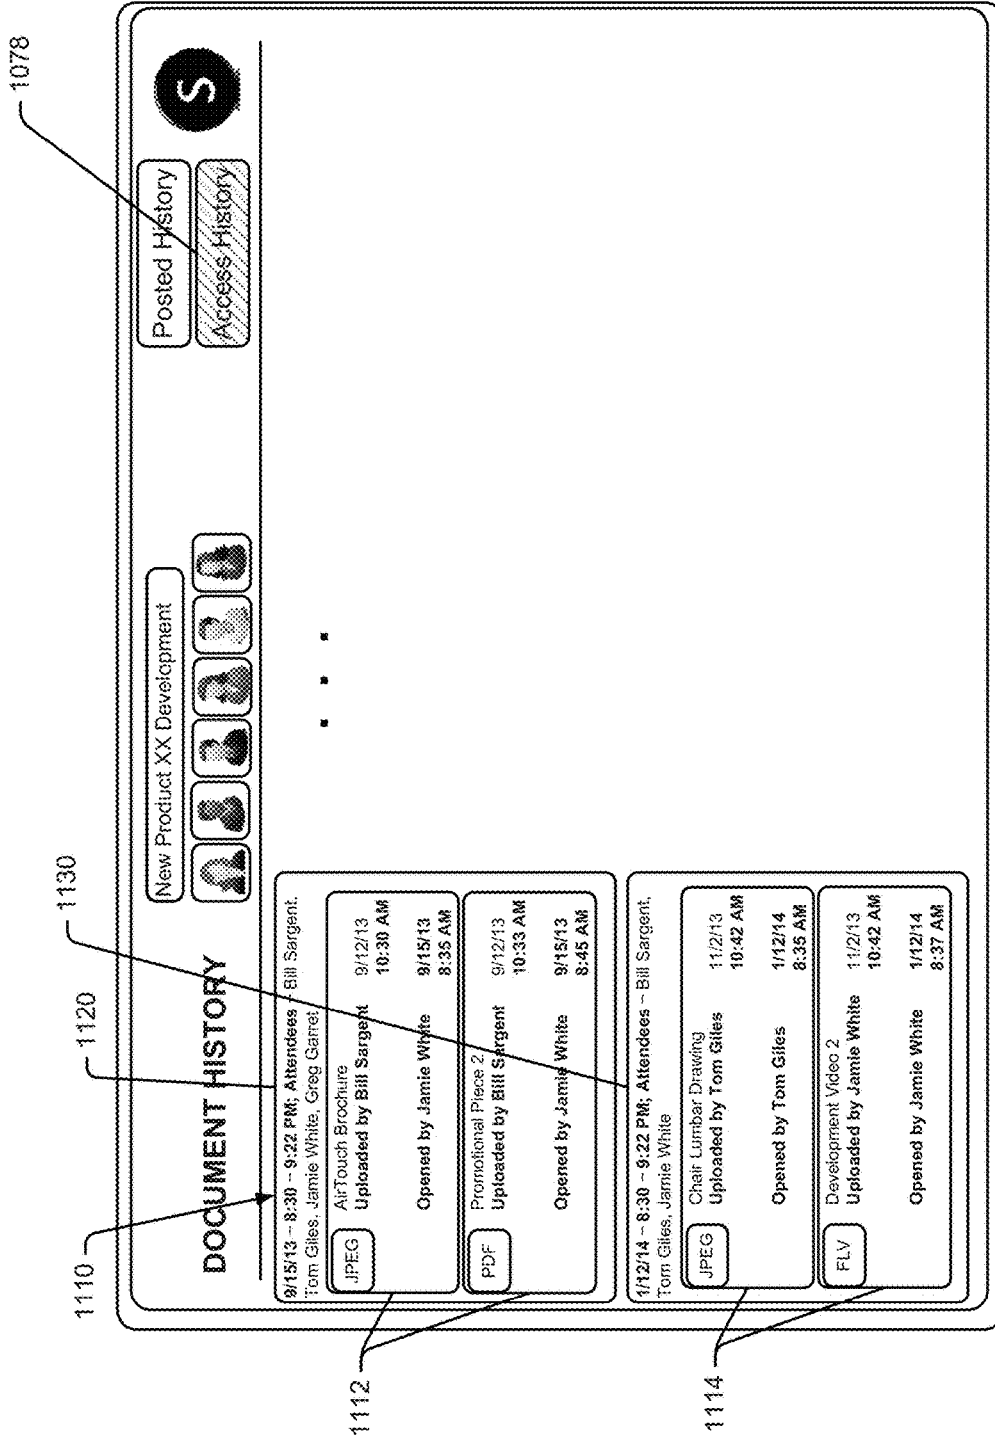 1078
1110
1120
1130
DOCUMENT HISTORY
New Product XX Development
Posted History
Access History
S
9/15/13 – 8:30 – 9:22 PM; Attendees – Bill Sargent,
Tom Giles, Jamie White, Greg Garret
JPEG
AirTouch Brochure 9/12/13
Uploaded by Bill Sargent 10:30 AM
Opened by Jamie White 9/15/13
8:35 AM
PDF
Promotional Piece 2 9/12/13
Uploaded by Bill Sargent 10:33 AM
Opened by Jamie White 9/15/13
8:45 AM
1112
1/12/14 – 8:30 – 9:22 PM; Attendees – Bill Sargent,
Tom Giles, Jamie White
JPEG
Chair Lumbar Drawing 11/2/13
Uploaded by Tom Giles 10:42 AM
Opened by Tom Giles 1/12/14
8:35 AM
FLV
Development Video 2 11/2/13
Uploaded by Jamie White 10:42 AM
Opened by Jamie White 1/12/14
8:37 AM
1114